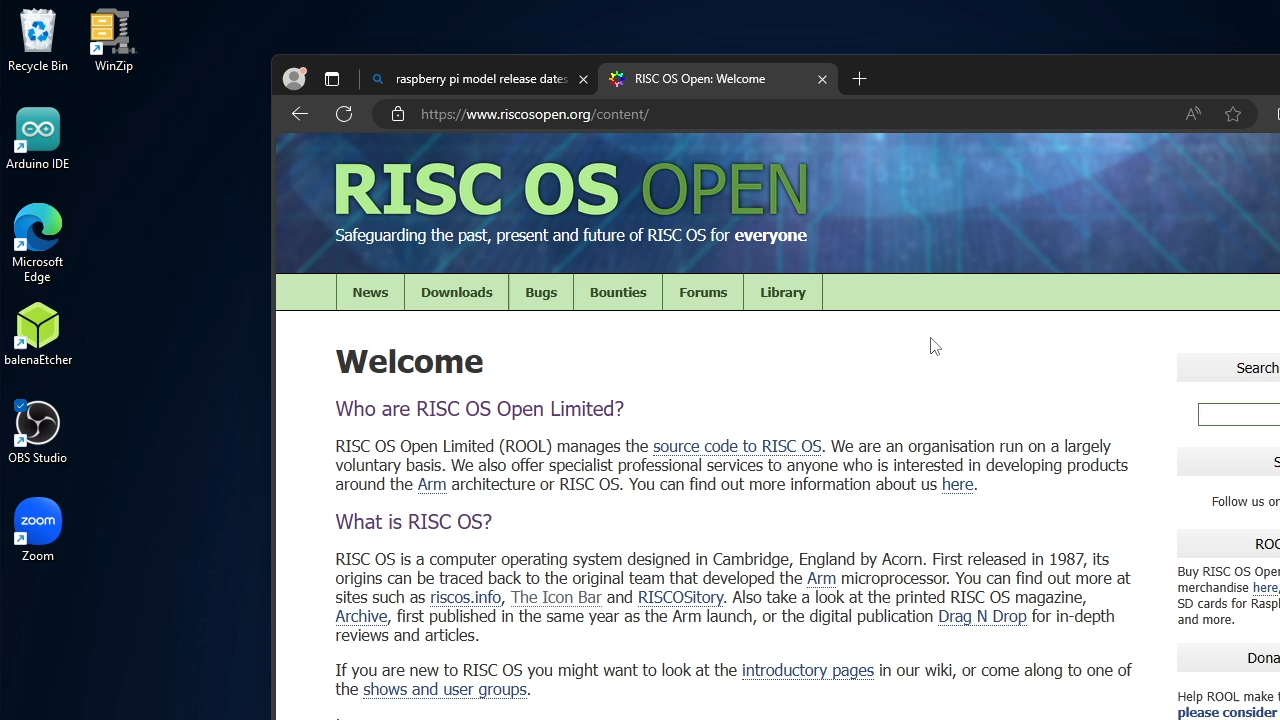 Recycle Bin
WinZip
Arduino IDE
Microsoft
Edge
balenaEtcher
OBS Studio
zoom
Zoom
raspberry pi model release dates
RISC OS Open: Welcome
https://www.riscosopen.org/content/
RISC OS OPEN
Safeguarding the past, present and future of RISC OS for everyone
News
Downloads
Bugs
Bounties
Forums
Library
Welcome
Who are RISC OS Open Limited?
RISC OS Open Limited (ROOL) manages the source code to RISC OS. We are an organisation run on a largely
voluntary basis. We also offer specialist professional services to anyone who is interested in developing products
around the Arm architecture or RISC OS. You can find out more information about us here.
What is RISC OS?
RISC OS is a computer operating system designed in Cambridge, England by Acorn. First released in 1987, its
origins can be traced back to the original team that developed the Arm microprocessor. You can find out more at
sites such as riscos.info, The Icon Bar and RISCOSitory. Also take a look at the printed RISC OS magazine,
Archive, first published in the same year as the Arm launch, or the digital publication Drag N Drop for in-depth
reviews and articles.
If you are new to RISC OS you might want to look at the introductory pages in our wiki, or come along to one of
the shows and user groups.
Search
S
Follow us on
ROO
Buy RISC OS Open
merchandise here,
SD cards for Rasp
and more.
Dona
Help ROOL make t
please consider